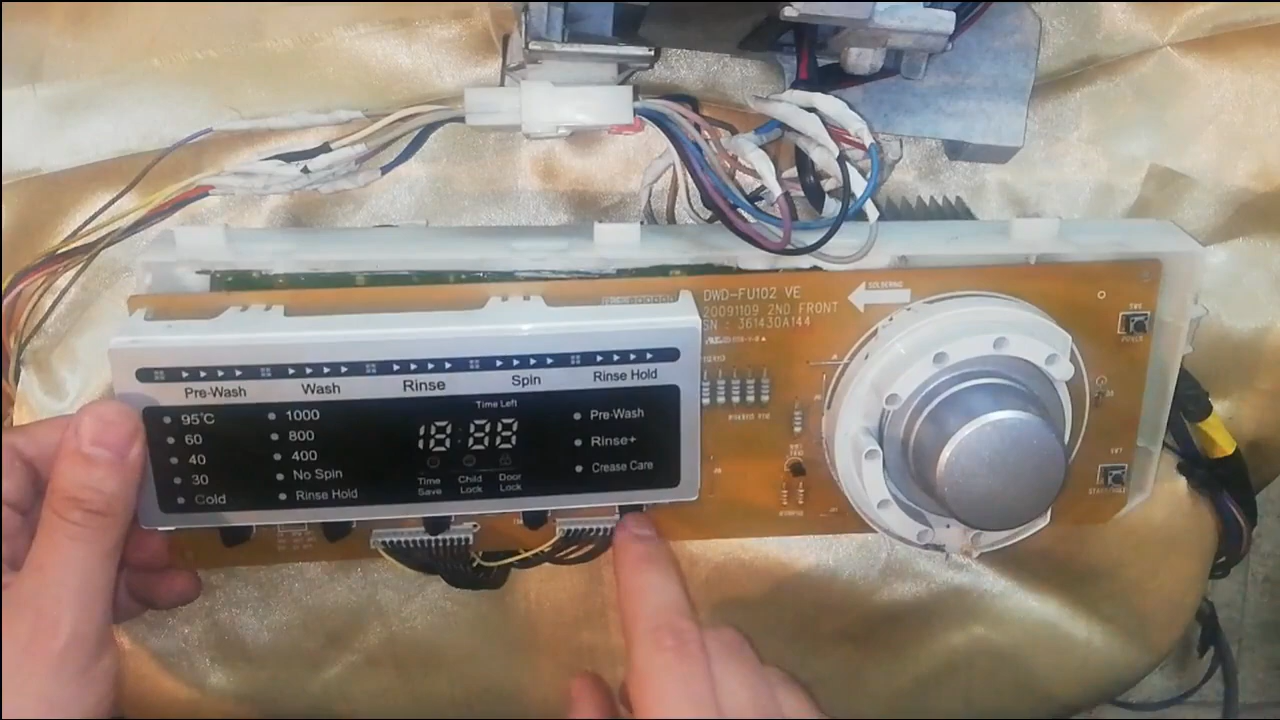 DWD-FU102 VE
20091109 2ND FRONT
SN : 361430A144
SOLDERING
Pre-Wash
Wash
Rinse
Spin
Rinse Hold
Time Left
95°C
60
40
30
Cold
1000
800
400
No Spin
Rinse Hold
18:88
Time Save
Child Lock
Door Lock
Pre-Wash
Rinse+
Crease Care
POWER